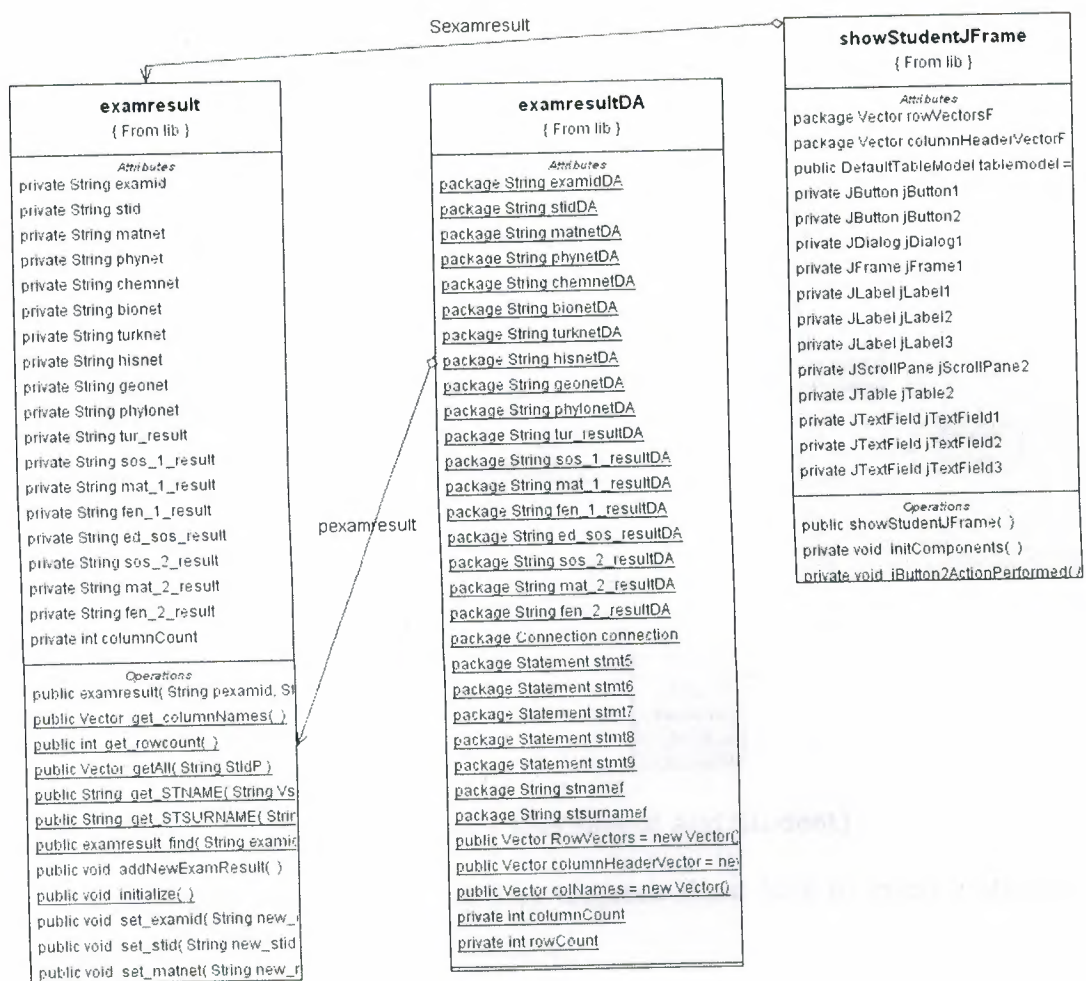 Sexamresult
examresult
{ From lib }
Attributes
private String examid
private String stid
private String matnet
private String phynet
private String chemnet
private String bionet
private String turknet
private String hisnet
private String geonet
private String phylonet
private String tur_result
private String sos_1_result
private String mat_1_result
private String fen_1_result
private String ed_sos_result
private String sos_2_result
private String mat_2_result
private String fen_2_result
private int columnCount
Operations
public examresult( String pexamid, St
public Vector get_columnNames( )
public int get_rowcount( )
public Vector getAll( String StIdP )
public String get_STNAME( String Vs
public String get_STSURNAME( Strin
public examresult find( String examid
public void addNewExamResult( )
public void initialize( )
public void set_examid( String new_
public void set_stid( String new_stid
public void set_matnet( String new_r
pexamresult
examresultDA
{ From lib }
Attributes
package String examidDA
package String stidDA
package String matnetDA
package String phynetDA
package String chemnetDA
package String bionetDA
package String turknetDA
package String hisnetDA
package String geonetDA
package String phylonetDA
package String tur_resultDA
package String sos_1_resultDA
package String mat_1_resultDA
package String fen_1_resultDA
package String ed_sos_resultDA
package String sos_2_resultDA
package String mat_2_resultDA
package String fen_2_resultDA
package Connection connection
package Statement stmt5
package Statement stmt6
package Statement stmt7
package Statement stmt8
package Statement stmt9
package String stnamef
package String stsurnamef
public Vector RowVectors = new Vector()
public Vector columnHeaderVector = ne
public Vector colNames = new Vector()
private int columnCount
private int rowCount
showStudentJFrame
{ From lib }
Attributes
package Vector rowVectorsF
package Vector columnHeaderVectorF
public DefaultTableModel tablemodel =
private JButton jButton1
private JButton jButton2
private JDialog jDialog1
private JFrame jFrame1
private JLabel jLabel1
private JLabel jLabel2
private JLabel jLabel3
private JScrollPane jScrollPane2
private JTable jTable2
private JTextField jTextField1
private JTextField jTextField2
private JTextField jTextField3
Operations
public showStudentJFrame( )
private void initComponents( )
private void jButton2ActionPerformed( j